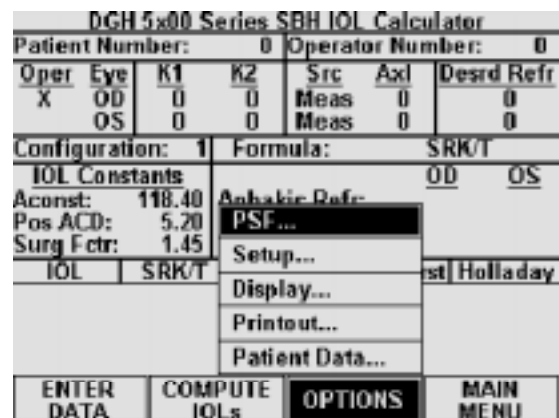 DGH 5x00 Series SBH IOL Calculator
Patient Number: 0 Operator Number: 0
Oper Eye K1 K2 Src Axl Desrd Refr
X OD 0 0 Meas 0 0
OS 0 0 Meas 0 0
Configuration: 1 Formula: SRK/T
IOL Constants OD OS
Aconst: 118.40 Aphakic Refr:
Pos ACD: 5.20 PSF...
Surg Fctr: 1.45 Setup...
IOL SRK/T rst Holladay
Display...
Printout...
Patient Data...
ENTER DATA COMPUTE IOLs OPTIONS MAIN MENU